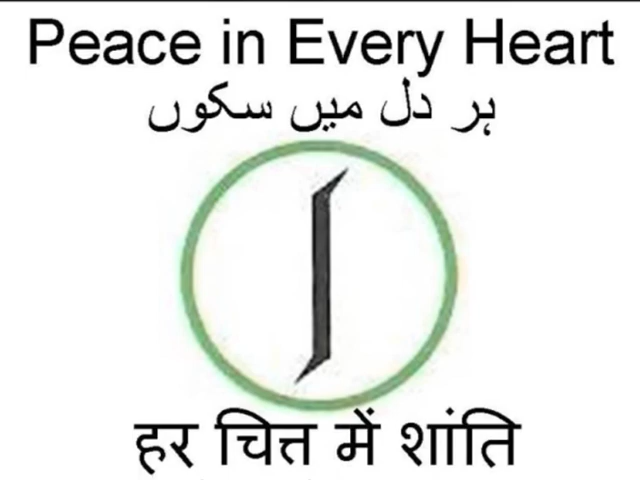 Peace in Every Heart
ہر دل میں سکوں
हर चित्त में शांति